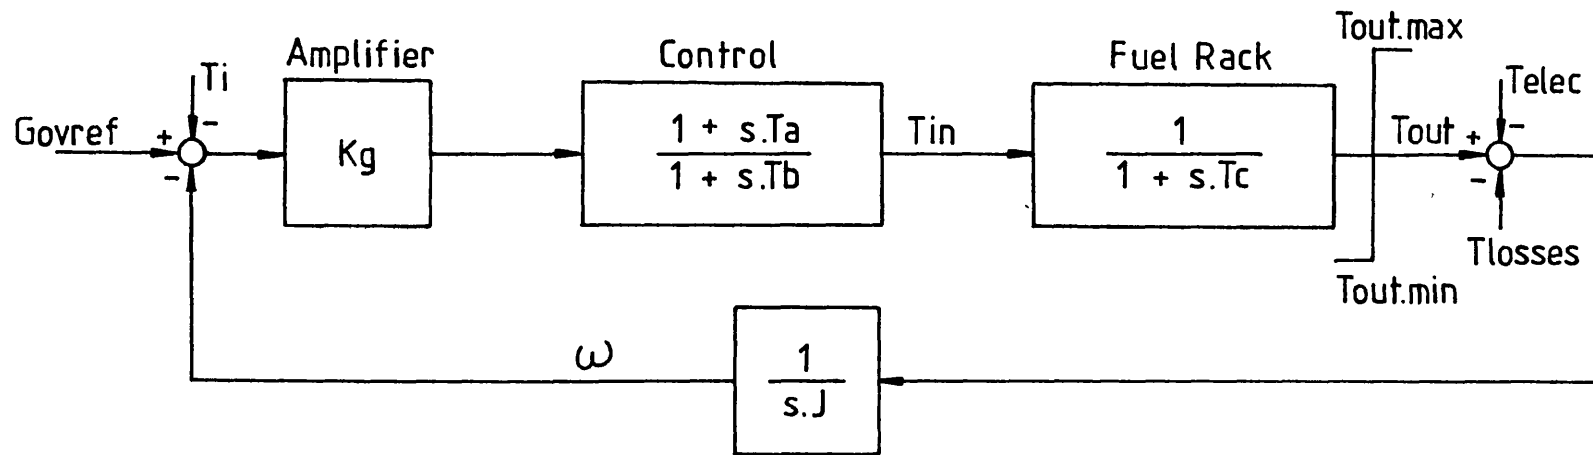 Amplifier
Control
Fuel Rack
Tout.max
Ti
Telec
Govref
+
-
-
Kg
1 + s.Ta
1 + s.Tb
Tin
1
1 + s.Tc
Tout
+
-
-
Tlosses
Tout.min
ω
1
s.J